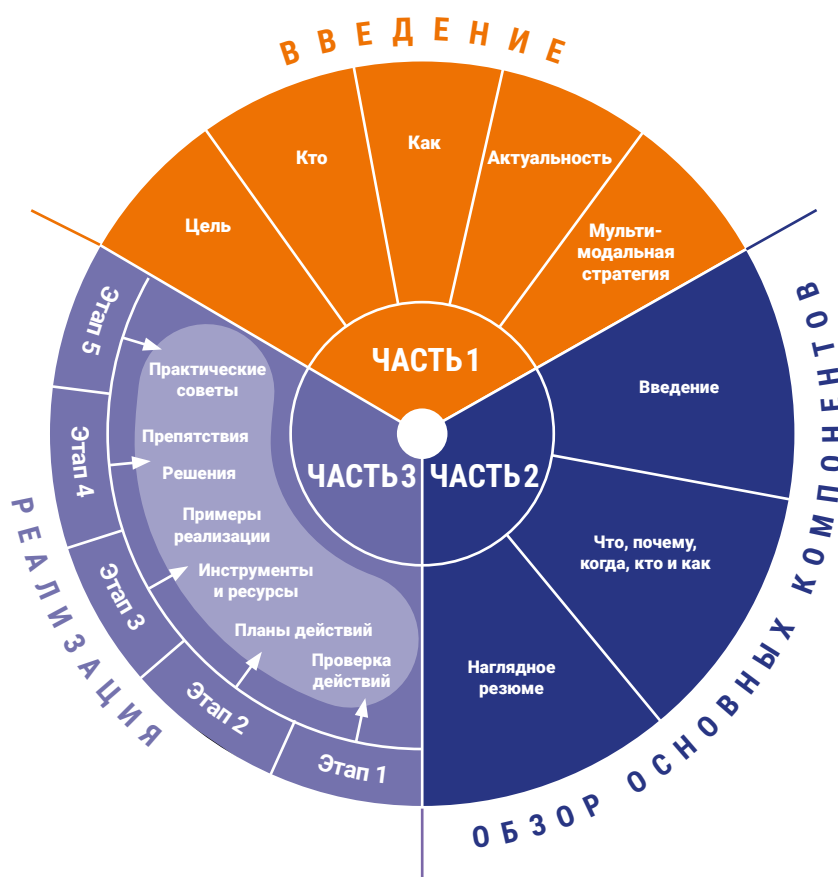 ВВЕДЕНИЕ
Цель
Кто
Как
Актуальность
Мульти-
модальная
стратегия
ЧАСТЬ 1
ОБЗОР ОСНОВНЫХ КОМПОНЕНТОВ
Введение
Что, почему,
когда, кто и как
Наглядное
резюме
ЧАСТЬ 2
ЧАСТЬ 3
РЕАЛИЗАЦИЯ
Этап 1
Этап 2
Этап 3
Этап 4
Этап 5
Практические
советы
Препятствия
Решения
Примеры
реализации
Инструменты
и ресурсы
Планы действий
Проверка
действий